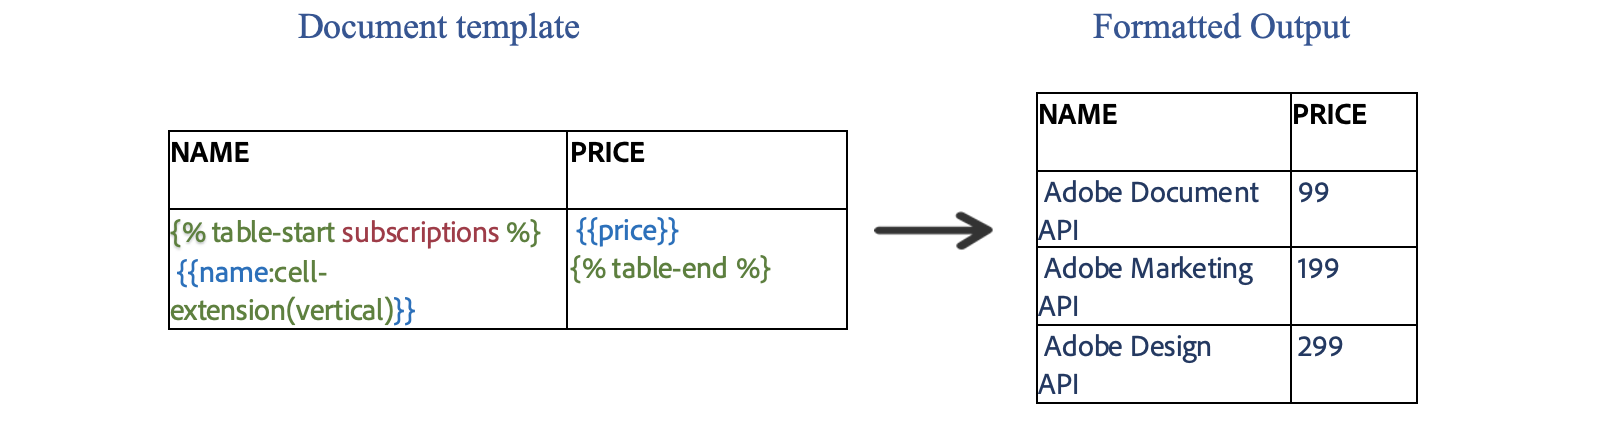 Document template
Formatted Output
NAME
PRICE
{% table-start subscriptions %}
{{name:cell-
extension(vertical)}}
{{price}}
{% table-end %}
NAME
PRICE
Adobe Document
API
99
Adobe Marketing
API
199
Adobe Design
API
299